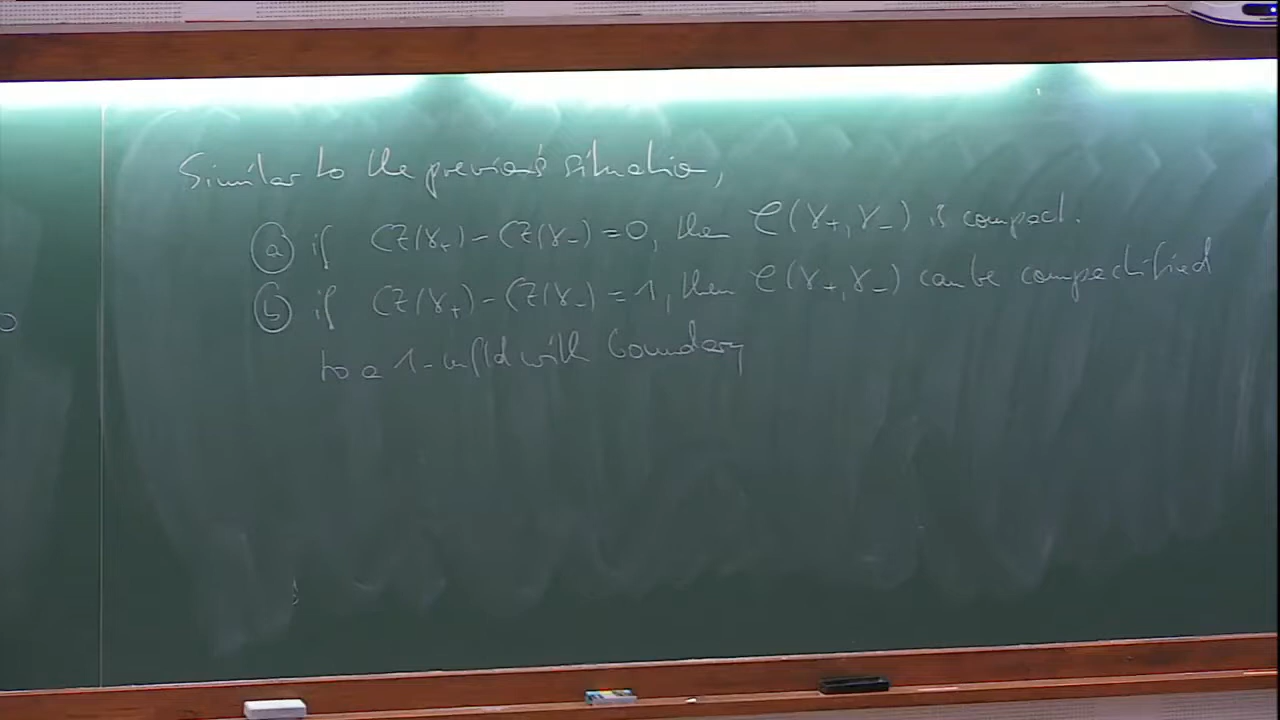 Similar to the previous situation,
(a) if CZ(γ₊) - CZ(γ₋) = 0, then 𝒞(γ₊, γ₋) is compact.
(b) if CZ(γ₊) - CZ(γ₋) = 1, then 𝒞(γ₊, γ₋) can be compactified
to a 1-mfld with boundary